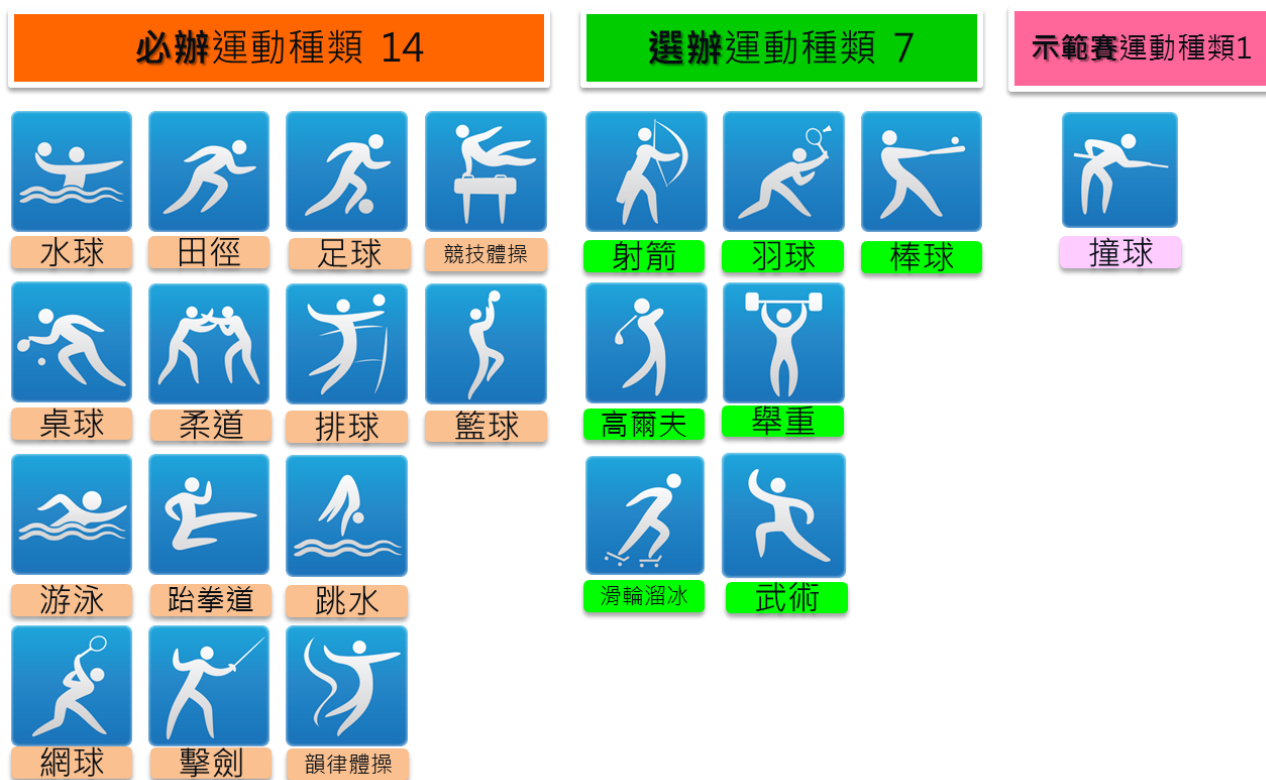 必辦運動種類 14
選辦運動種類 7
示範賽運動種類1
水球
田徑
足球
競技體操
射箭
羽球
棒球
撞球
桌球
柔道
排球
籃球
高爾夫
舉重
游泳
跆拳道
跳水
滑輪溜冰
武術
網球
擊劍
韻律體操